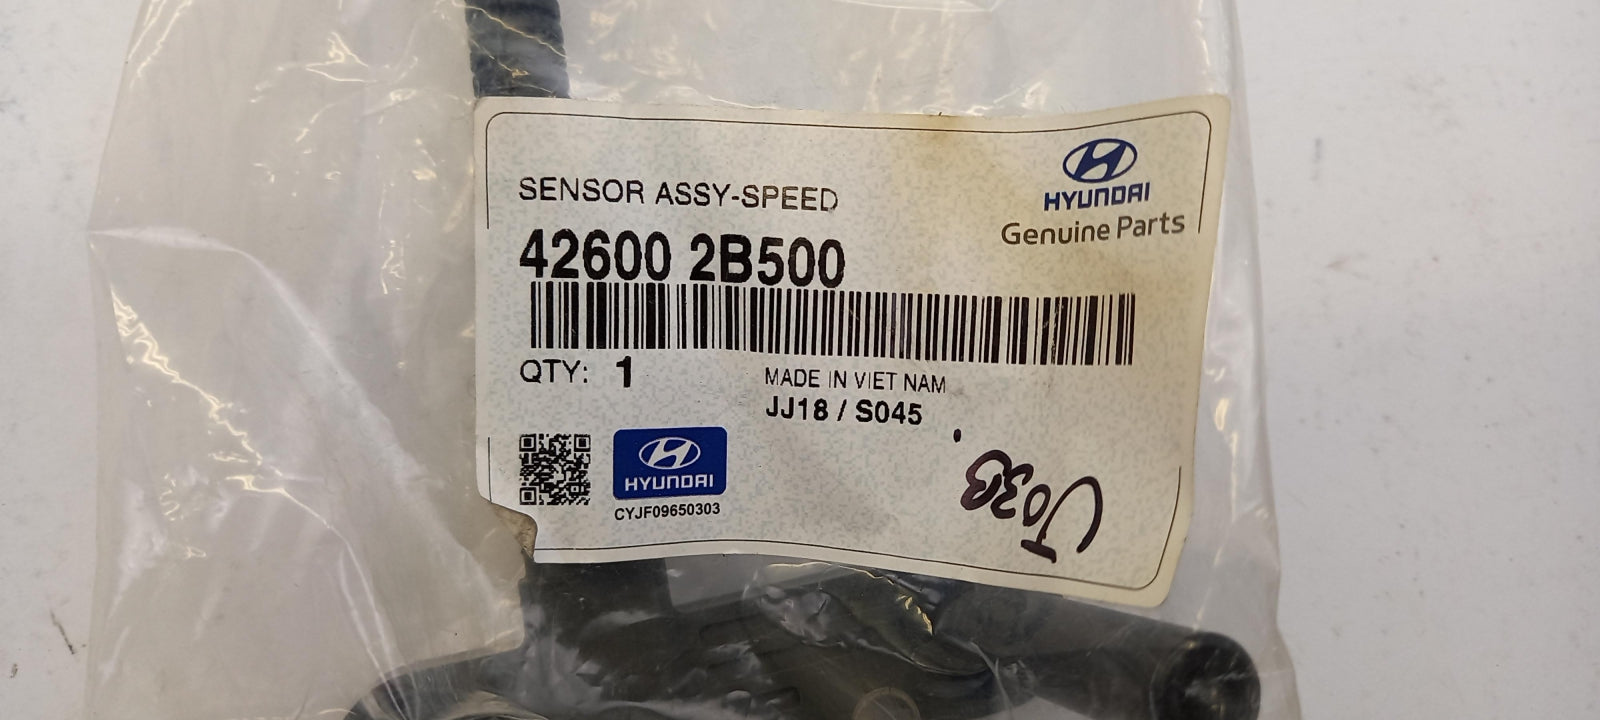 SENSOR ASSY-SPEED
HYUNDAI
Genuine Parts
42600 2B500
QTY: 1
MADE IN VIET NAM
JJ18 / S045
HYUNDAI
CYJF09650303